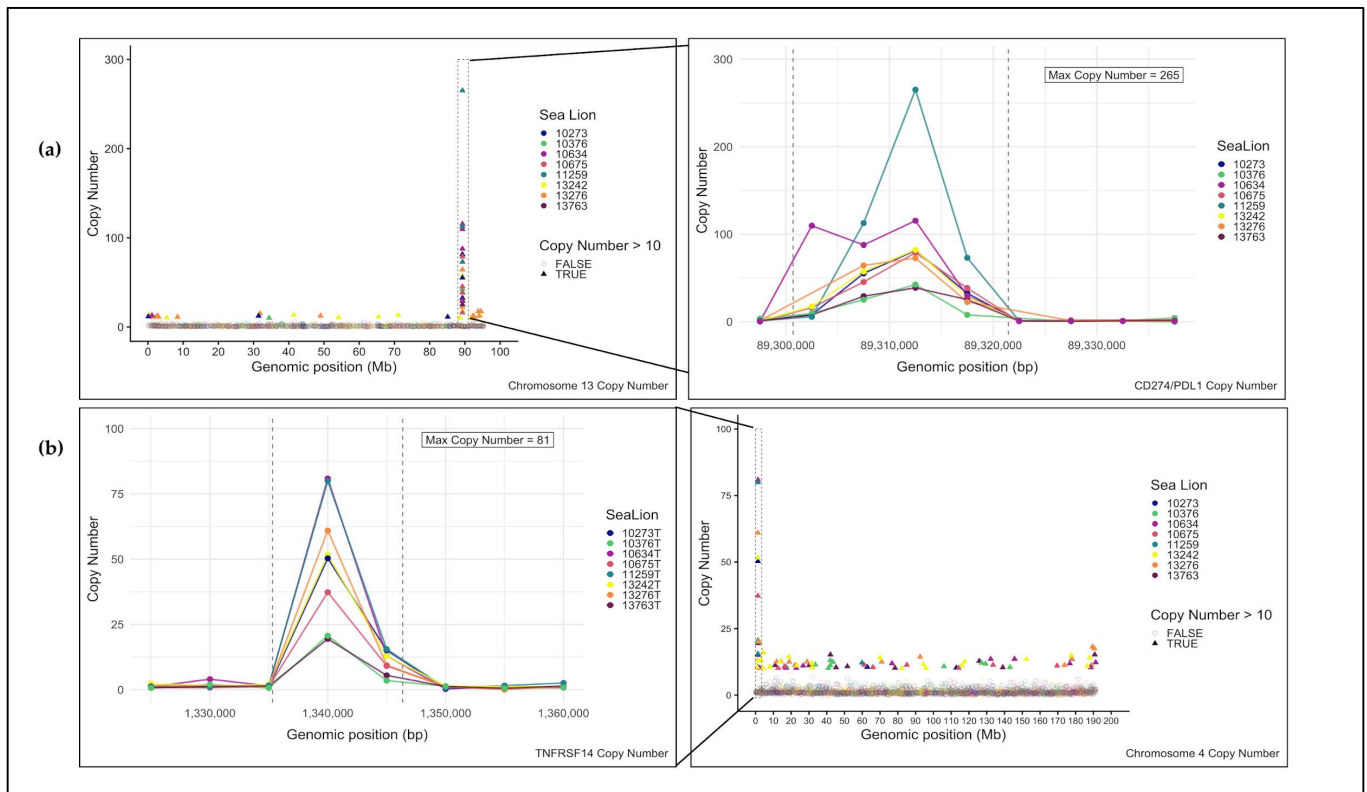 (a)
300
200
100
0
Copy Number
0 10 20 30 40 50 60 70 80 90 100
Genomic position (Mb)
Sea Lion
10273
10376
10634
10675
11259
13242
13276
13763
Copy Number > 10
FALSE
TRUE
Chromosome 13 Copy Number
Max Copy Number = 265
300
250
200
150
100
50
0
Copy Number
89,300,000 89,310,000 89,320,000 89,330,000
Genomic position (bp)
SeaLion
10273
10376
10634
10675
11259
13242
13276
13763
CD274/PDL1 Copy Number
(b)
Max Copy Number = 81
100
75
50
25
0
Copy Number
1,330,000 1,340,000 1,350,000 1,360,000
Genomic position (bp)
SeaLion
10273T
10376T
10634T
10675T
11259T
13242T
13276T
13763T
TNFRSF14 Copy Number
100
75
50
25
0
Copy Number
0 10 20 30 40 50 60 70 80 90 100 110 120 130 140 150 160 170 180 190 200
Genomic position (Mb)
Sea Lion
10273
10376
10634
10675
11259
13242
13276
13763
Copy Number > 10
FALSE
TRUE
Chromosome 4 Copy Number